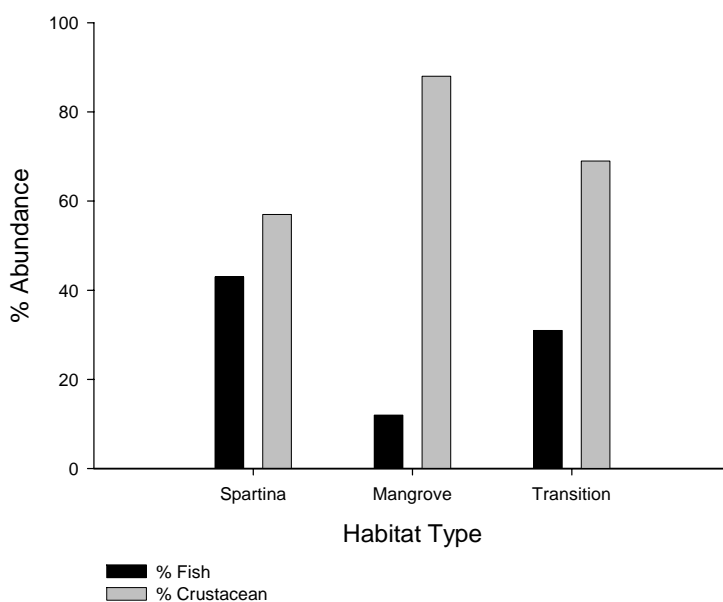 100
80
60
40
20
0
% Abundance
Spartina Mangrove Transition
Habitat Type
% Fish
% Crustacean